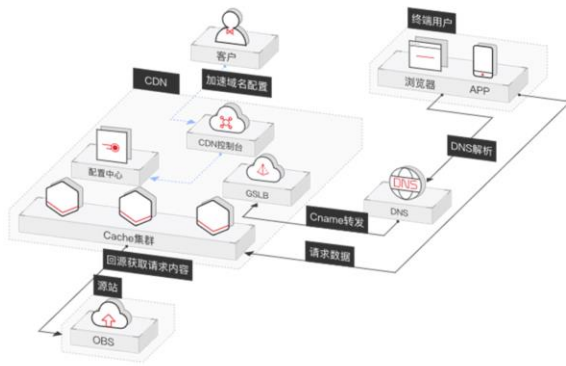 终端用户
客户
浏览器
APP
CDN
加速域名配置
CDN控制台
DNS解析
配置中心
GSLB
DNS
DNS
Cname转发
Cache集群
请求数据
回源获取请求内容
源站
OBS